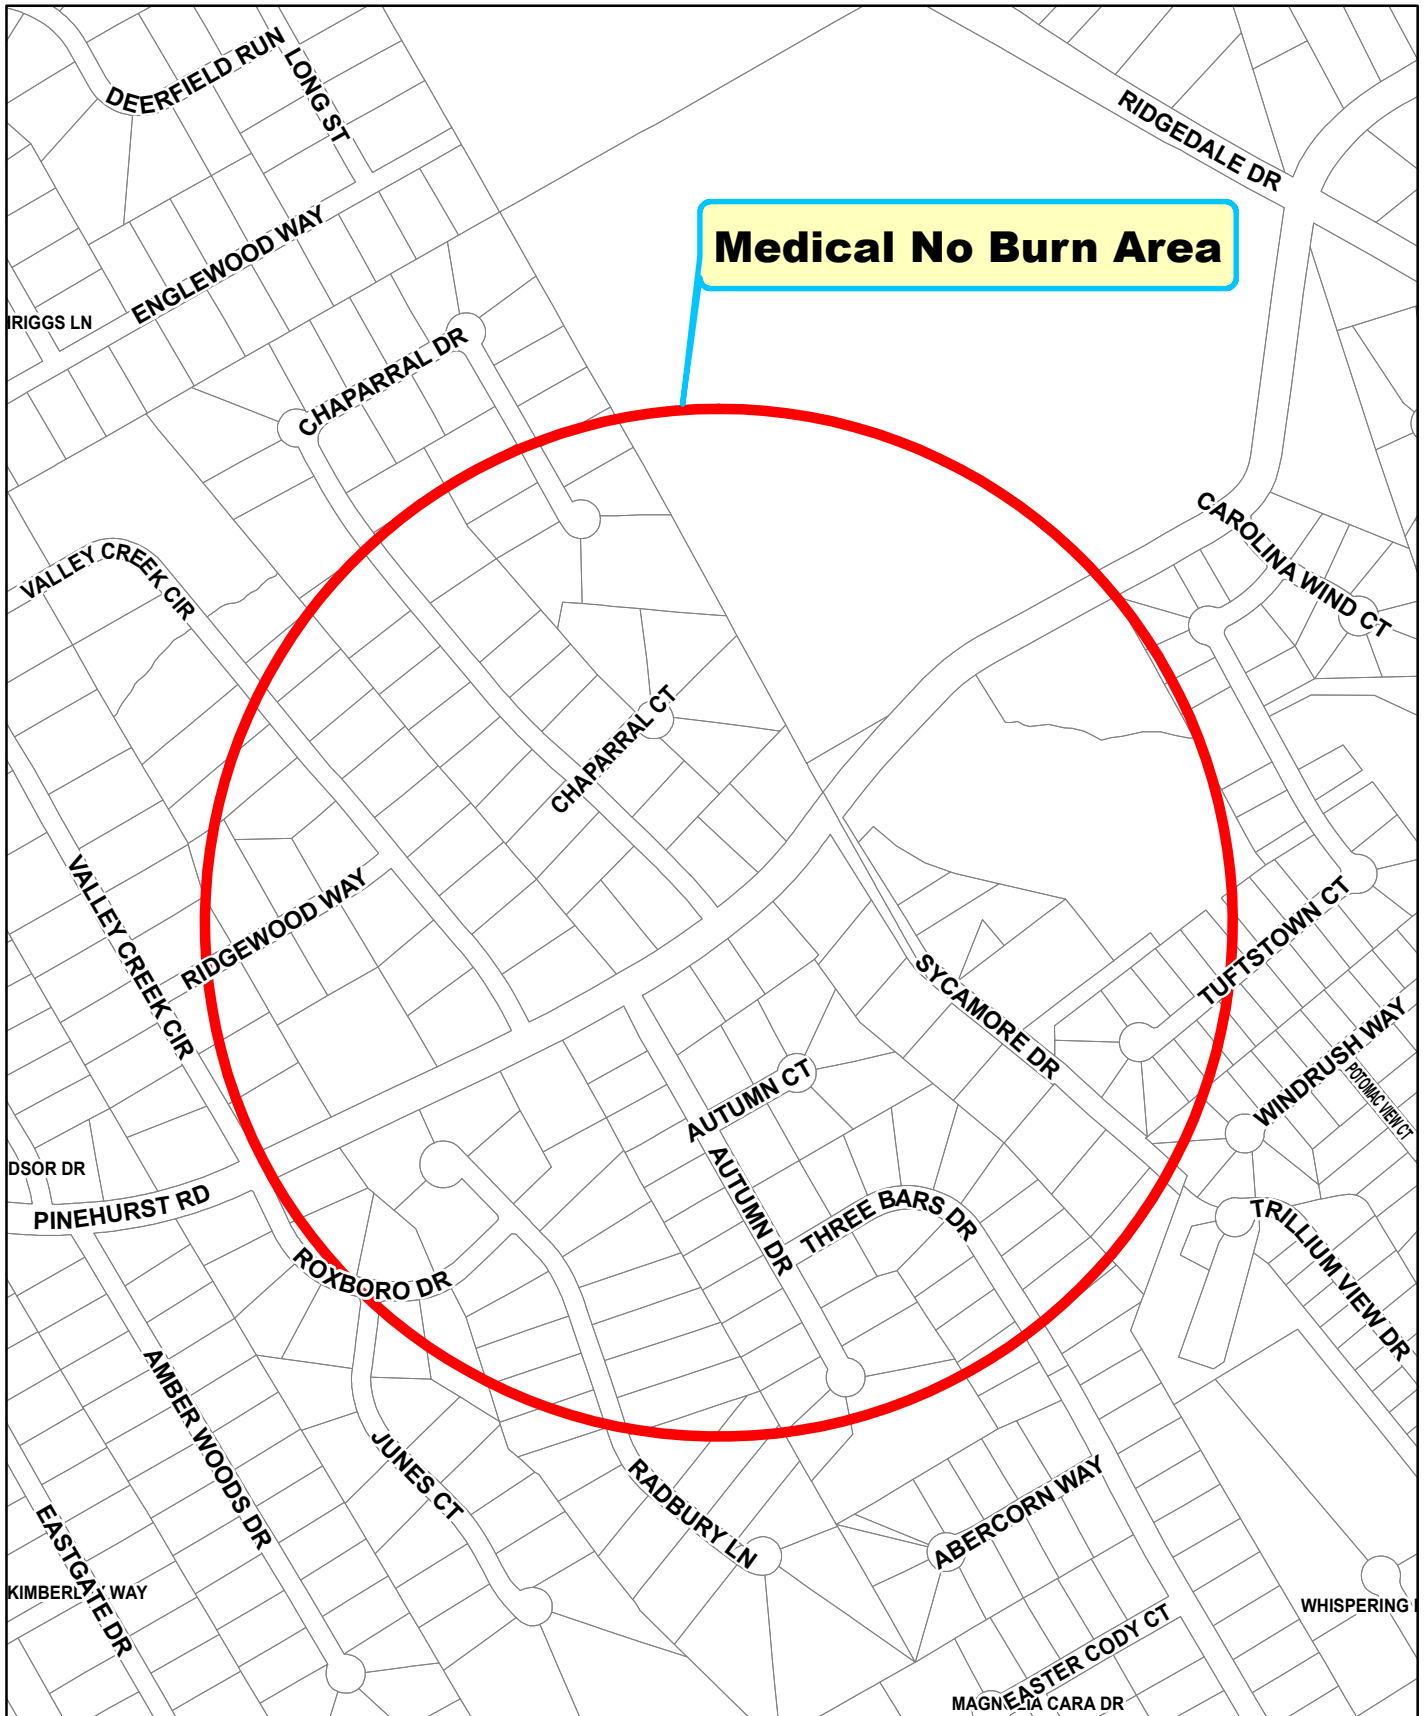 DEERFIELD RUN
LONG ST
RIDGEDALE DR
ENGLEWOOD WAY
Medical No Burn Area
RIGGS LN
CHAPARRAL DR
CAROLINA WIND CT
VALLEY CREEK CIR
CHAPARRAL CT
VALLEY CREEK CIR
RIDGEWOOD WAY
TUFTSTOWN CT
SYCAMORE DR
WINDRUSH WAY
POTOMAC VIEW CT
AUTUMN CT
DSOR DR
PINEHURST RD
AUTUMN DR
THREE BARS DR
TRILLIUM VIEW DR
ROXBORO DR
AMBER WOODS DR
JUNES CT
RADBURY LN
ABERCORN WAY
EASTGATE DR
WAY
WHISPERING
EASTER CODY CT
CARA DR